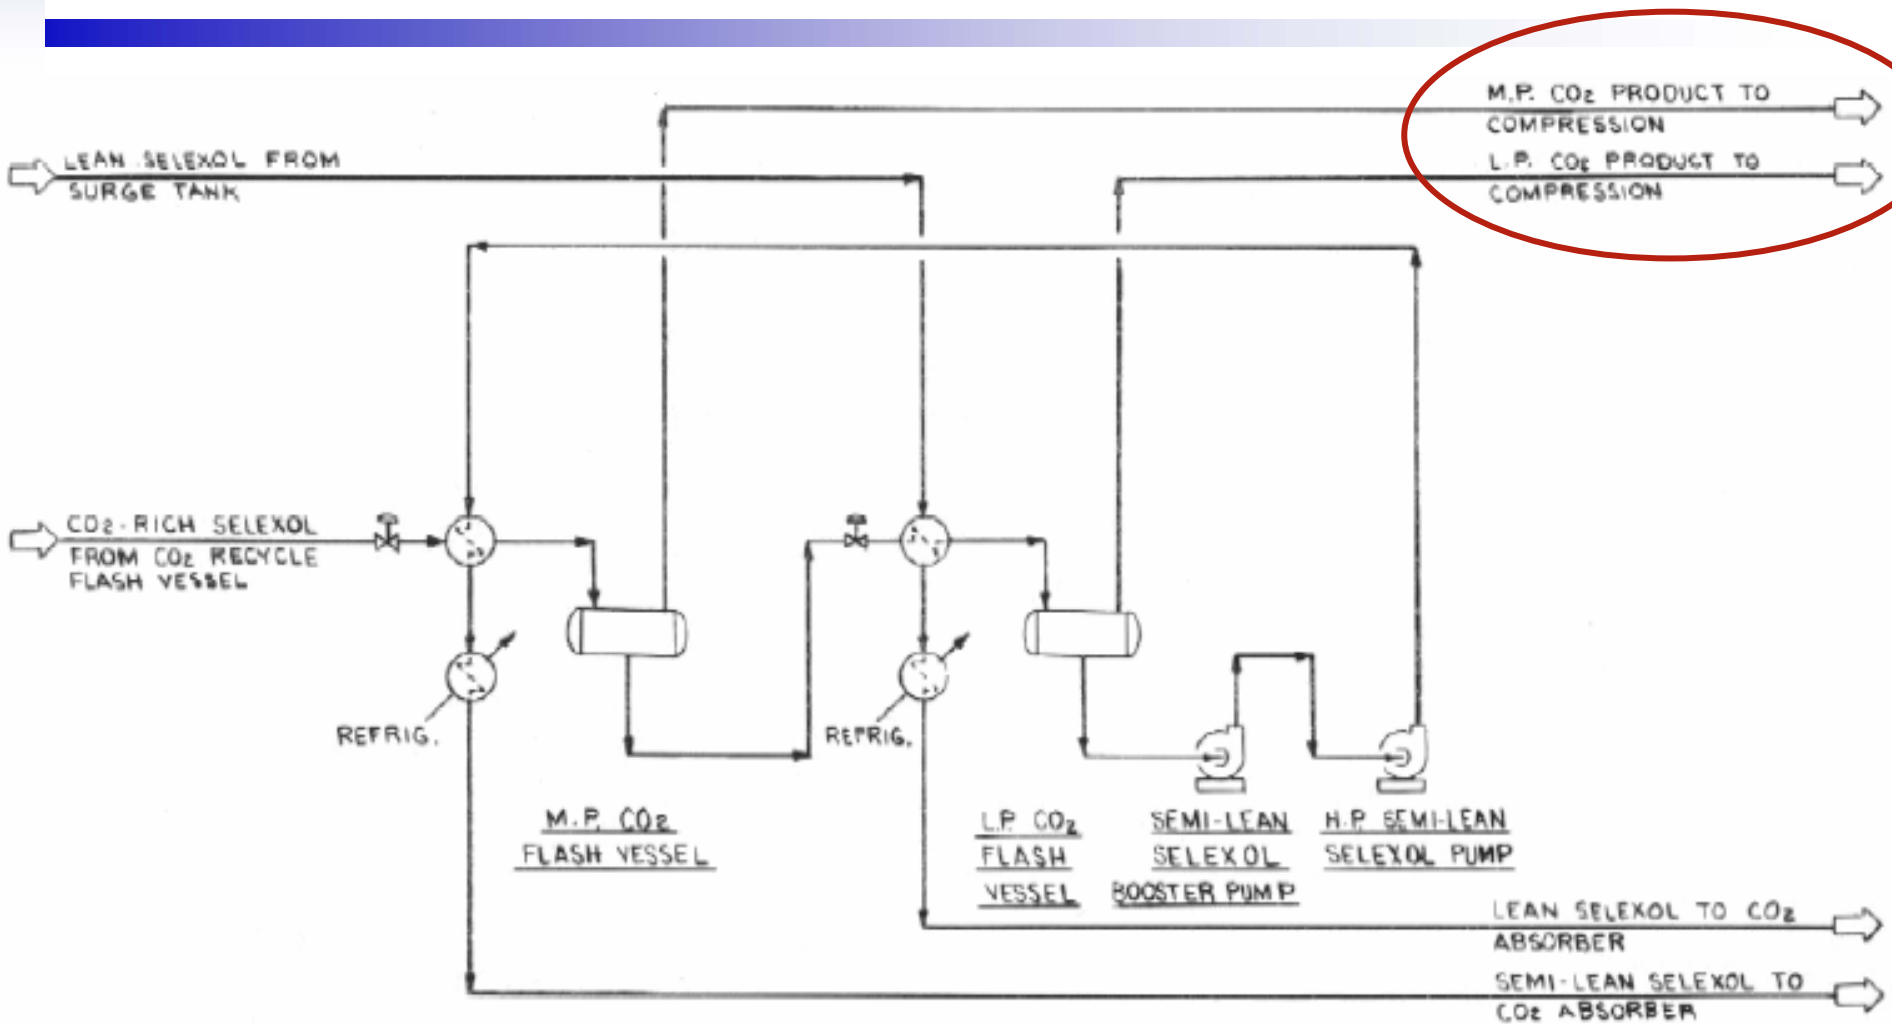 M.P. CO2 PRODUCT TO
COMPRESSION
LEAN SELEXOL FROM
SURGE TANK
L.P. CO2 PRODUCT TO
COMPRESSION
CO2-RICH SELEXOL
FROM CO2 RECYCLE
FLASH VESSEL
REFRIG.
REFRIG.
M.P. CO2
FLASH VESSEL
L.P. CO2
FLASH
VESSEL
SEMI-LEAN
SELEXOL
BOOSTER PUMP
H.P. SEMI-LEAN
SELEXOL PUMP
LEAN SELEXOL TO CO2
ABSORBER
SEMI-LEAN SELEXOL TO
CO2 ABSORBER